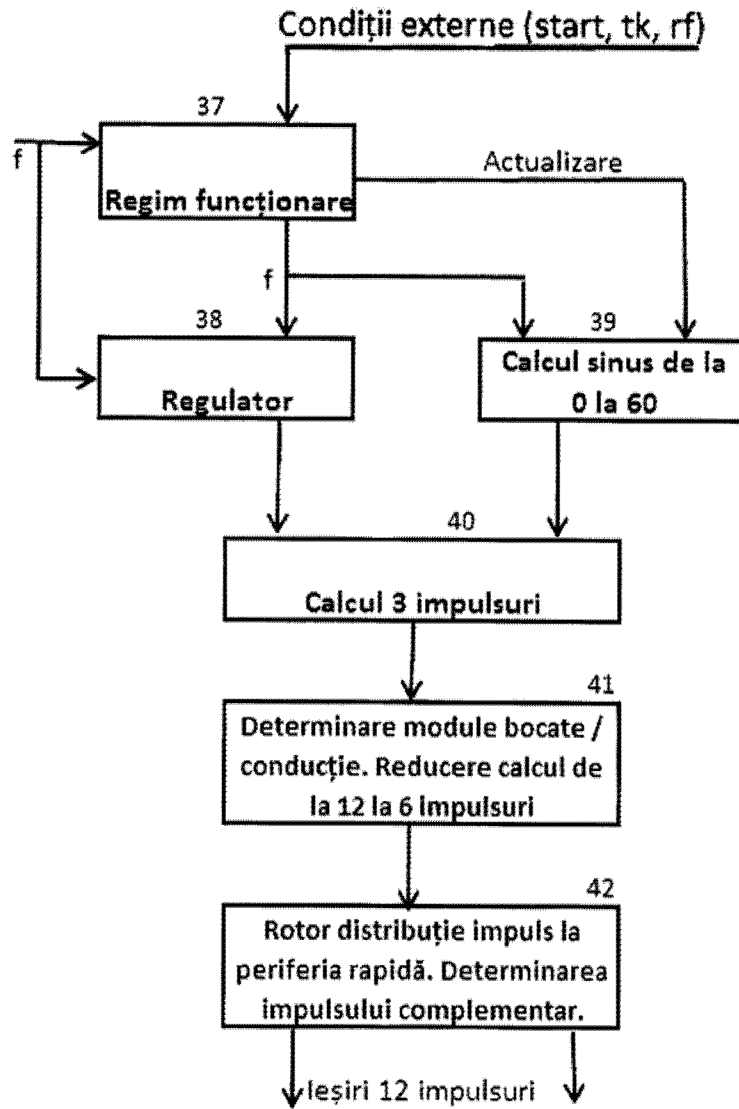 Condiții externe (start, tk, rf)
37
f
Regim funcționare
Actualizare
f
38
39
Regulator
Calcul sinus de la
0 la 60
40
Calcul 3 impulsuri
41
Determinare module bocate /
conducție. Reducere calcul de
la 12 la 6 impulsuri
42
Rotor distribuție impuls la
periferia rapidă. Determinarea
impulsului complementar.
Ieșiri 12 impulsuri